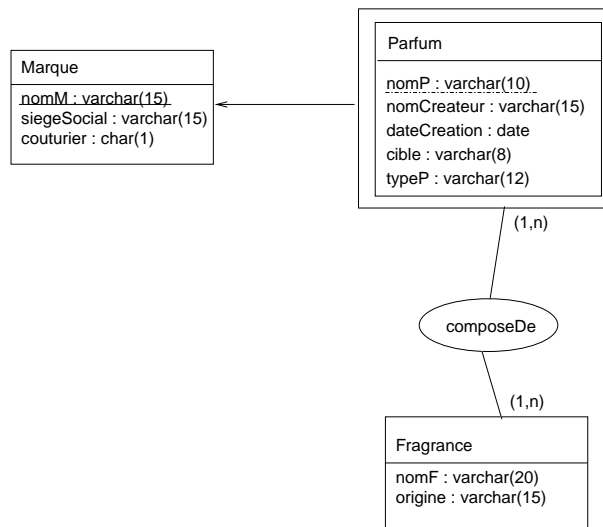 Marque
nomM : varchar(15)
siegeSocial : varchar(15)
couturier : char(1)
Parfum
nomP : varchar(10)
nomCreateur : varchar(15)
dateCreation : date
cible : varchar(8)
typeP : varchar(12)
(1,n)
composeDe
(1,n)
Fragrance
nomF : varchar(20)
origine : varchar(15)